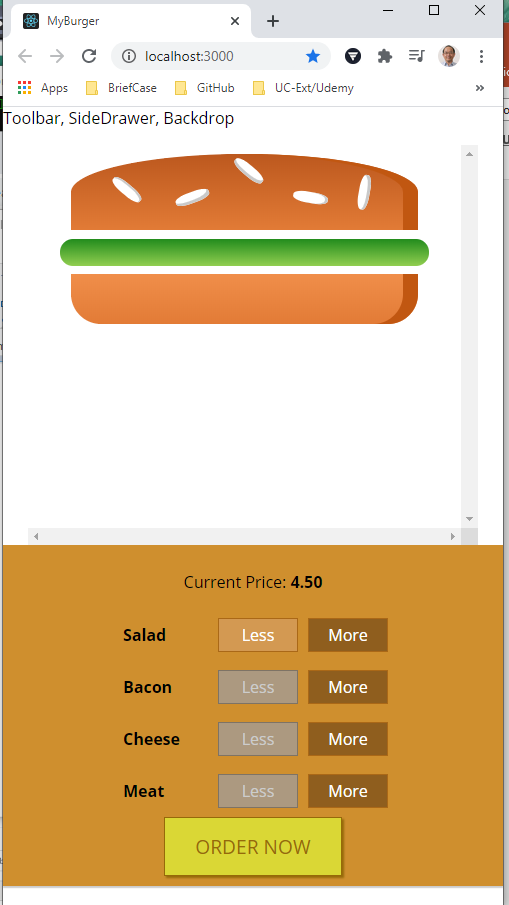 MyBurger
localhost:3000
Apps BriefCase GitHub UC-Ext/Udemy »
Toolbar, SideDrawer, Backdrop
Current Price: 4.50
Salad Less More
Bacon Less More
Cheese Less More
Meat Less More
ORDER NOW